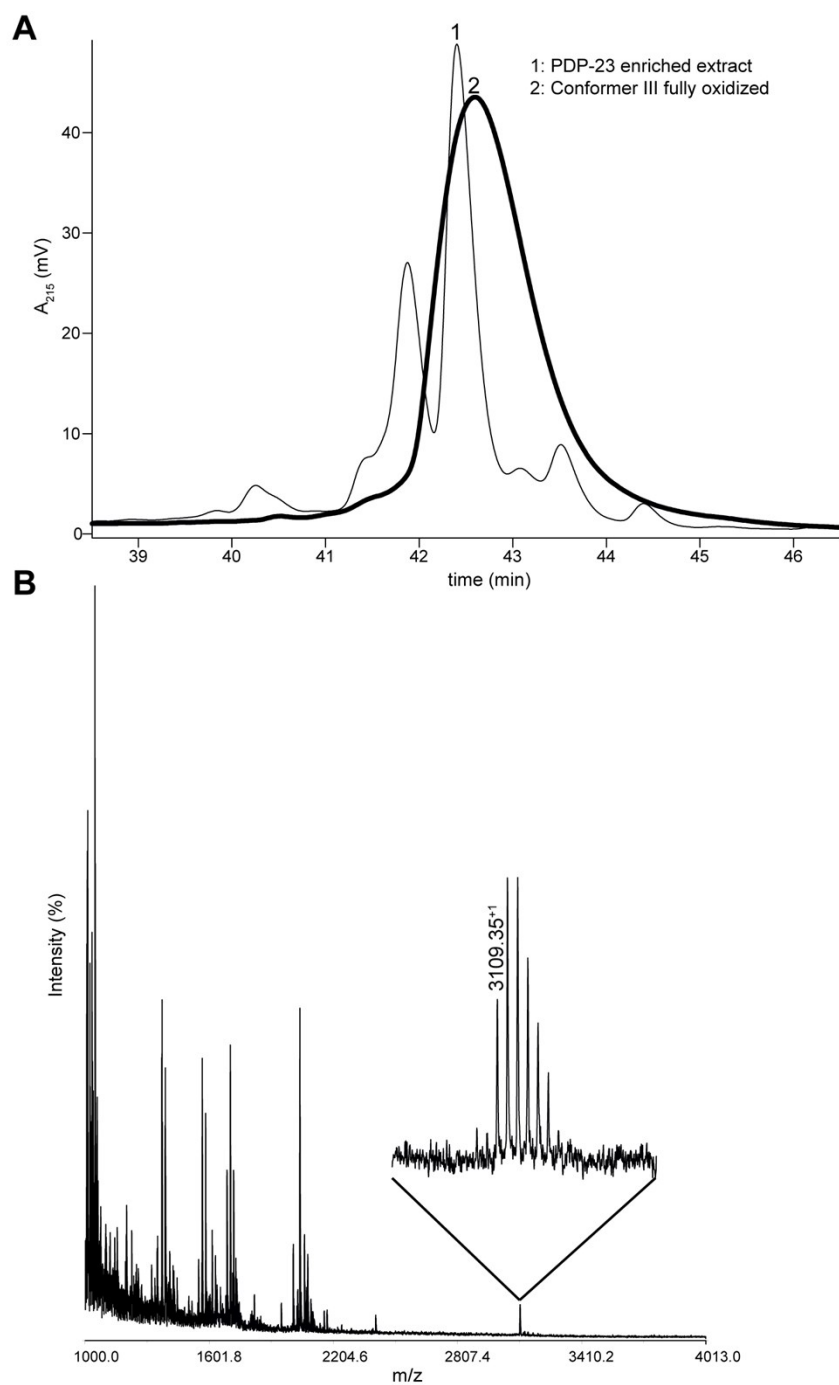 A
1
2
1: PDP-23 enriched extract
2: Conformer III fully oxidized
40
30
20
10
0
A215 (mV)
39 40 41 42 43 44 45 46
time (min)
B
Intensity (%)
3109.35+1
1000.0 1601.8 2204.6 2807.4 3410.2 4013.0
m/z